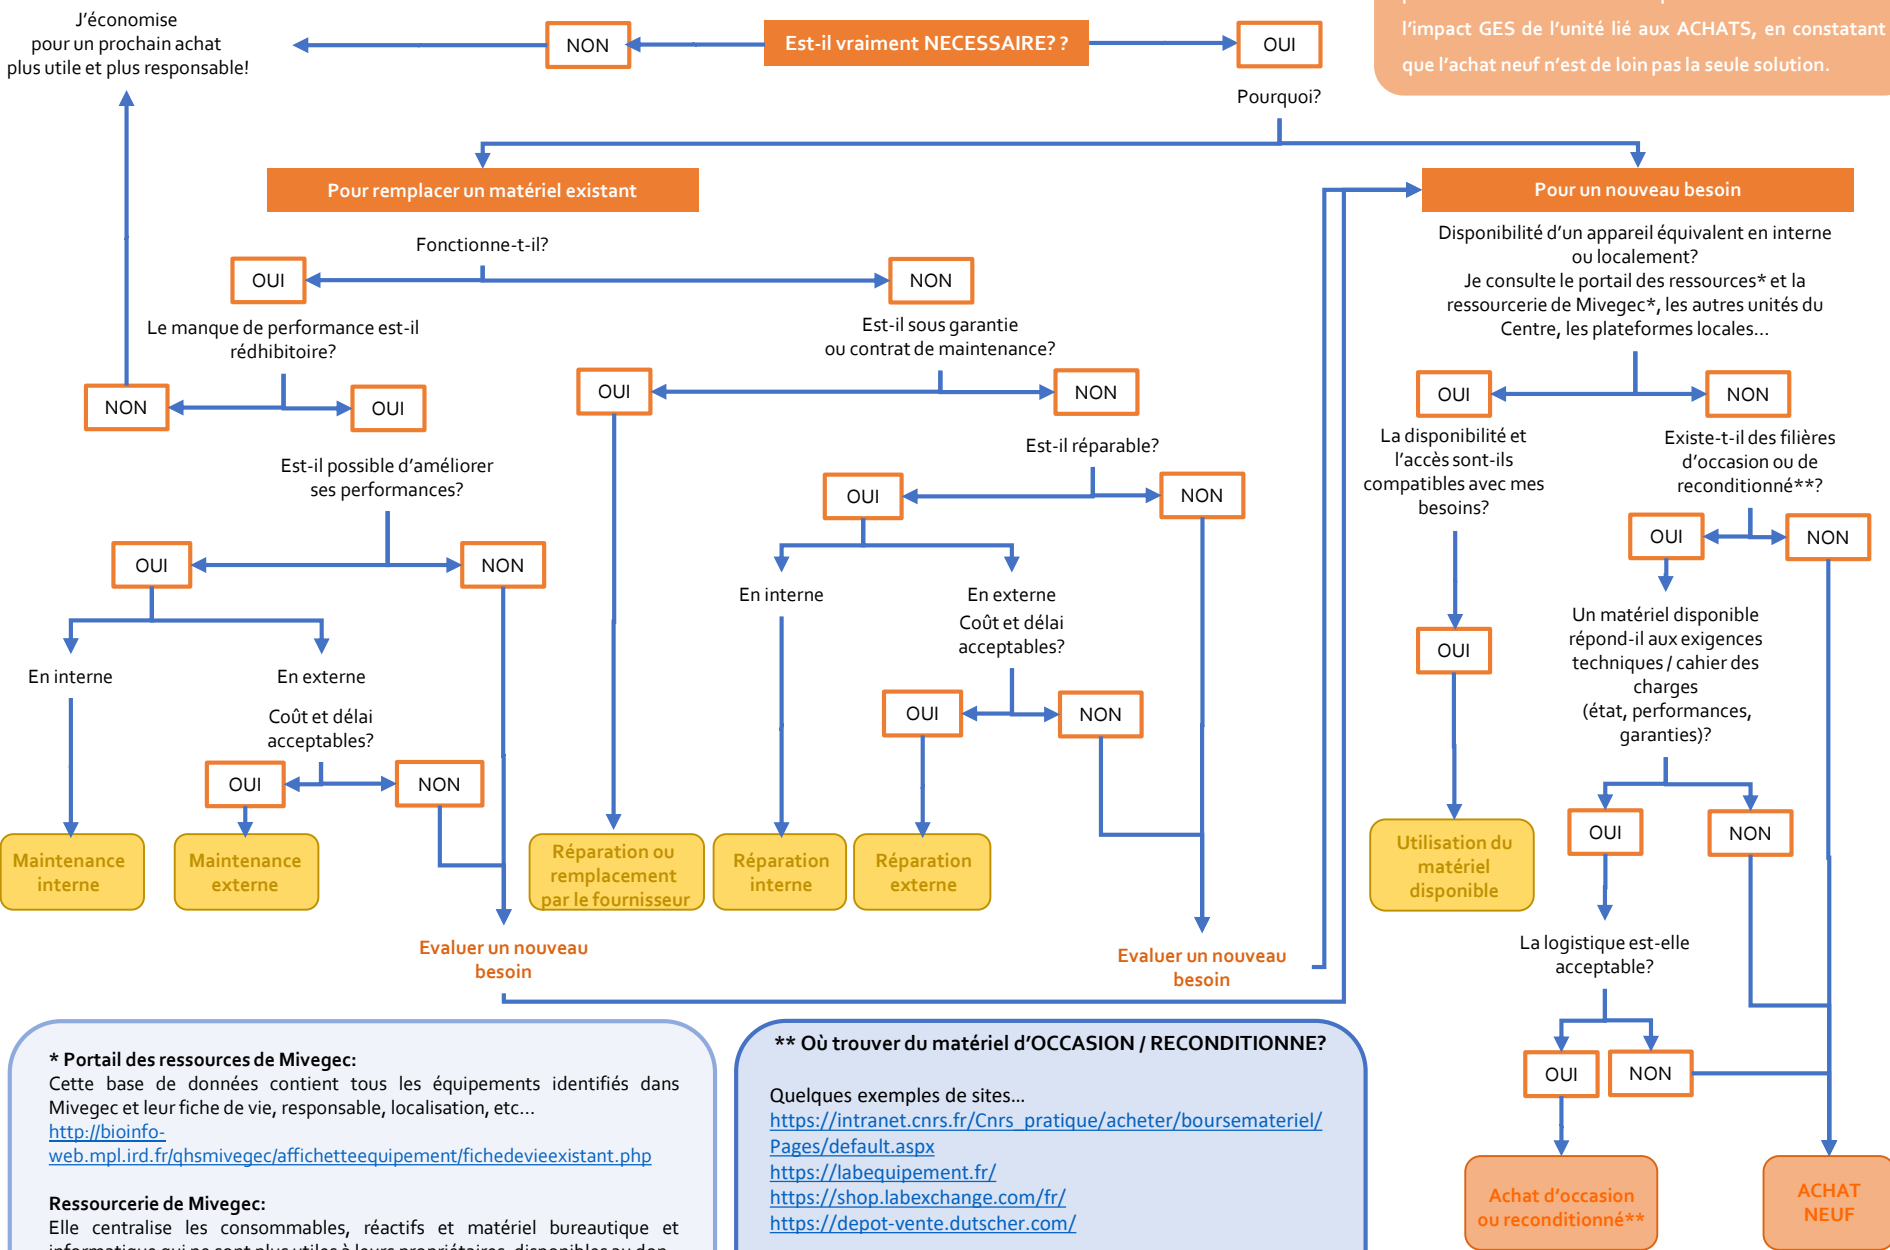 J'économise
pour un prochain achat
plus utile et plus responsable!
NON
Est-il vraiment NECESSAIRE? ?
OUI
l'impact GES de l'unité lié aux ACHATS, en constatant
que l'achat neuf n'est de loin pas la seule solution.
Pourquoi?
Pour remplacer un matériel existant
Pour un nouveau besoin
Fonctionne-t-il?
OUI
NON
Le manque de performance est-il
rédhibitoire?
NON
OUI
Est-il possible d'améliorer
ses performances?
OUI
NON
En interne
En externe
Coût et délai
acceptables?
OUI
NON
Maintenance
interne
Maintenance
externe
Evaluer un nouveau
besoin
Est-il sous garantie
ou contrat de maintenance?
OUI
NON
Est-il réparable?
OUI
NON
En interne
En externe
Coût et délai
acceptables?
OUI
NON
Réparation ou
remplacement
par le fournisseur
Réparation
interne
Réparation
externe
Evaluer un nouveau
besoin
Disponibilité d'un appareil équivalent en interne
ou localement?
Je consulte le portail des ressources* et la
ressourcerie de Mivegec*, les autres unités du
Centre, les plateformes locales...
OUI
NON
La disponibilité et
l'accès sont-ils
compatibles avec mes
besoins?
OUI
Utilisation du
matériel
disponible
Existe-t-il des filières
d'occasion ou de
reconditionné**?
OUI
NON
Un matériel disponible
répond-il aux exigences
techniques / cahier des
charges
(état, performances,
garanties)?
OUI
NON
La logistique est-elle
acceptable?
OUI
NON
Achat d'occasion
ou reconditionné**
ACHAT
NEUF
* Portail des ressources de Mivegec:
Cette base de données contient tous les équipements identifiés dans
Mivegec et leur fiche de vie, responsable, localisation, etc...
http://bioinfo-
web.mpl.ird.fr/qhsmivegec/affichetteequipement/fichedevieexistant.php
Ressourcerie de Mivegec:
Elle centralise les consommables, réactifs et matériel bureautique et
informatique qui ne sont plus utiles à leurs propriétaires, disponibles au don
** Où trouver du matériel d'OCCASION / RECONDITIONNE?
Quelques exemples de sites...
https://intranet.cnrs.fr/Cnrs_pratique/acheter/boursemateriel/
Pages/default.aspx
https://labequipement.fr/
https://shop.labexchange.com/fr/
https://depot-vente.dutscher.com/